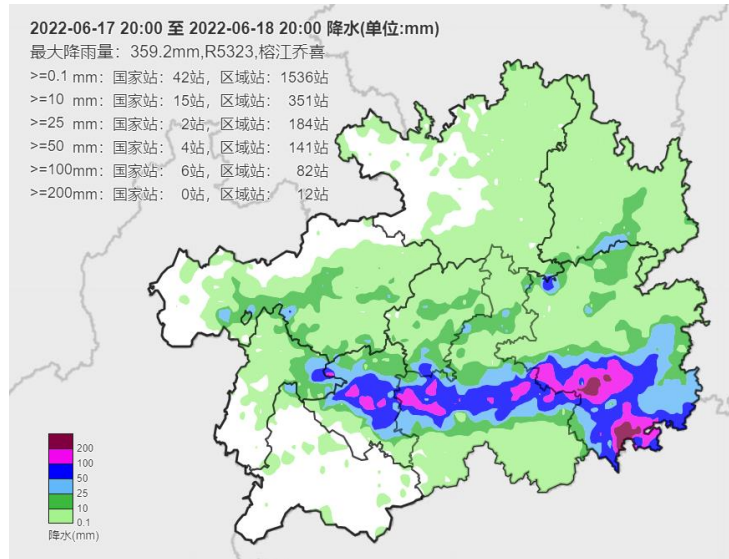 2022-06-17 20:00 至 2022-06-18 20:00 降水(单位:mm)
最大降雨量：359.2mm,R5323,榕江乔喜
>=0.1 mm：国家站：42站，区域站：1536站
>=10 mm：国家站：15站，区域站：351站
>=25 mm：国家站：2站，区域站：184站
>=50 mm：国家站：4站，区域站：141站
>=100mm：国家站：6站，区域站：82站
>=200mm：国家站：0站，区域站：12站
200
100
50
25
10
0.1
降水(mm)